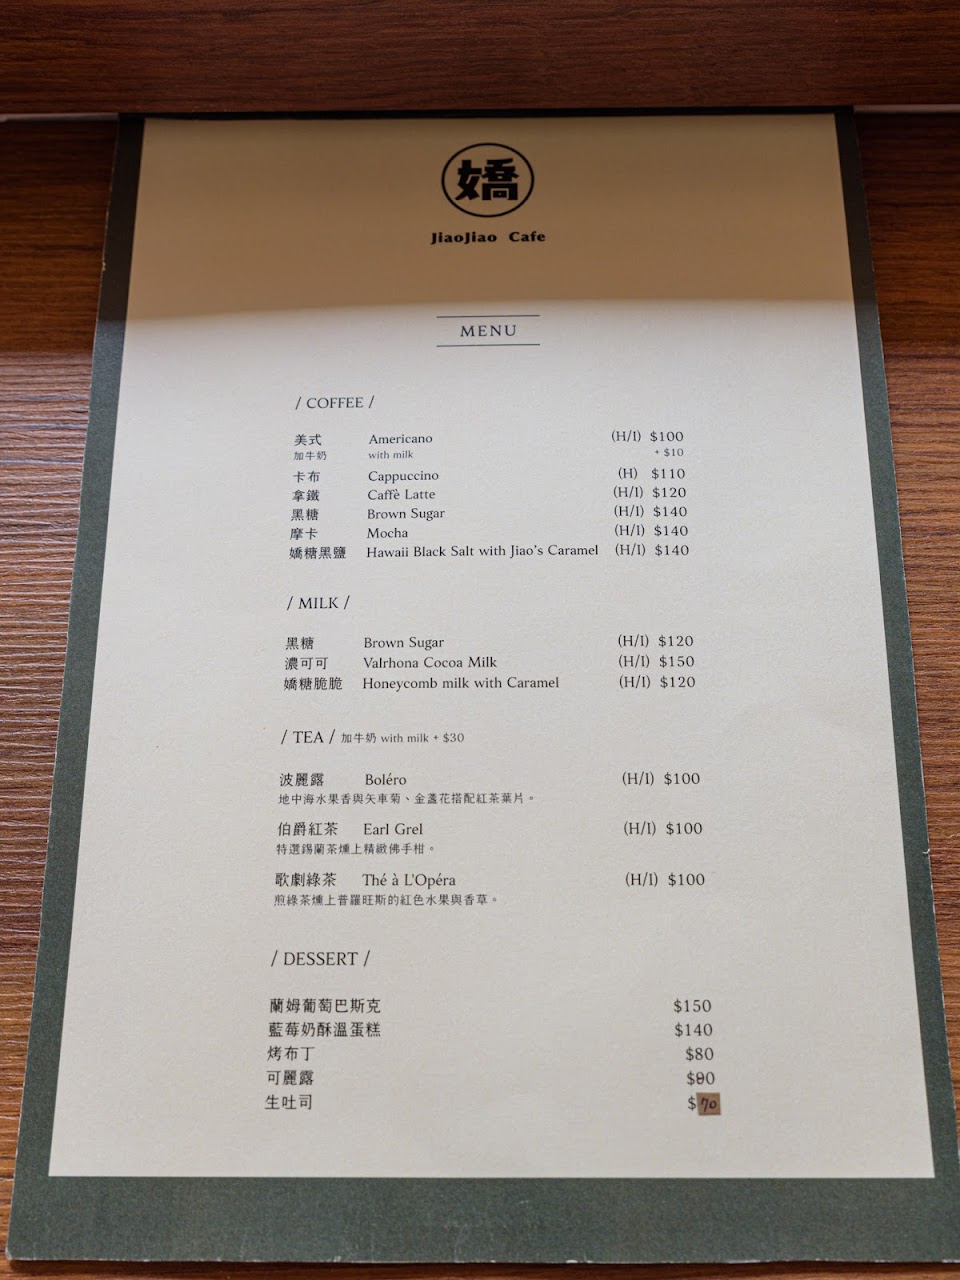 嬌
JiaoJiao Cafe
MENU
/ COFFEE /
美式 Americano (H/I) $100
加牛奶 with milk + $10
卡布 Cappuccino (H) $110
拿鐵 Caffè Latte (H/I) $120
黑糖 Brown Sugar (H/I) $140
摩卡 Mocha (H/I) $140
嬌糖黑鹽 Hawaii Black Salt with Jiao's Caramel (H/I) $140
/ MILK /
黑糖 Brown Sugar (H/I) $120
濃可可 Valrhona Cocoa Milk (H/I) $150
嬌糖脆脆 Honeycomb milk with Caramel (H/I) $120
/ TEA / 加牛奶 with milk + $30
波麗露 Boléro (H/I) $100
地中海水果香與矢車菊、金盞花搭配紅茶葉片。
伯爵紅茶 Earl Grel (H/I) $100
特選錫蘭茶燻上精緻佛手柑。
歌劇綠茶 Thé à L'Opéra (H/I) $100
煎綠茶燻上普羅旺斯的紅色水果與香草。
/ DESSERT /
蘭姆葡萄巴斯克 $150
藍莓奶酥溫蛋糕 $140
烤布丁 $80
可麗露 $90
生吐司 $70